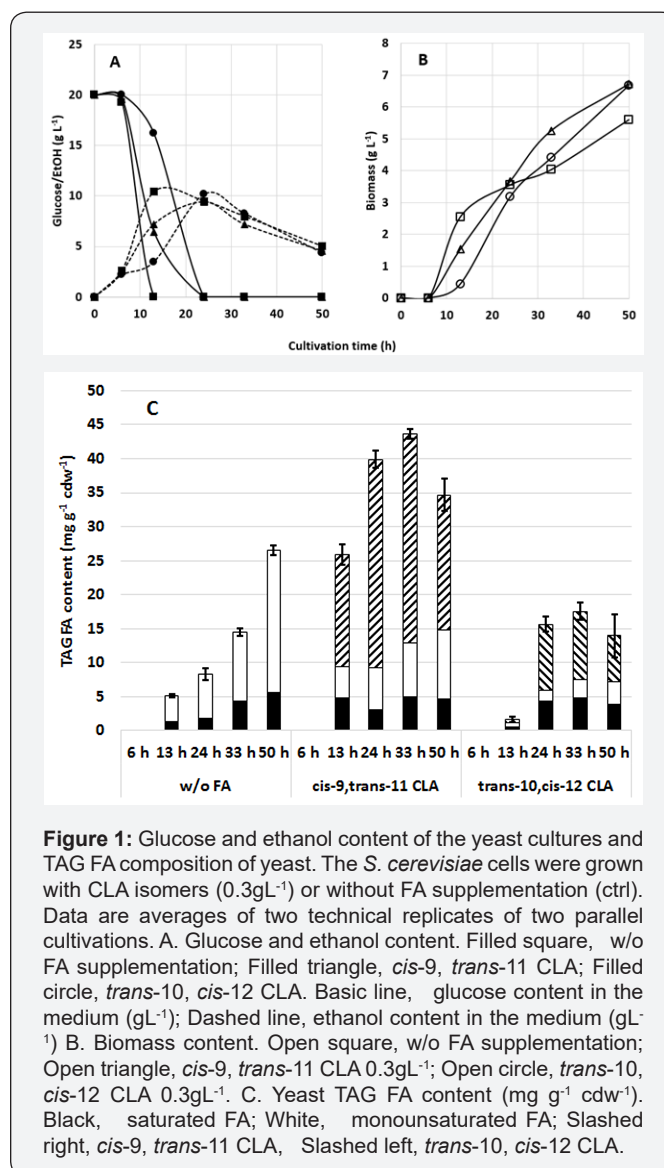 A
B
25
20
15
10
5
0
Glucose/EtOH (g L⁻¹)
0 10 20 30 40 50
8
7
6
5
4
3
2
1
0
Biomass (g L⁻¹)
0 10 20 30 40 50
Cultivation time (h)
C
50
45
40
35
30
25
20
15
10
5
0
TAG FA content (mg g⁻¹ cdw⁻¹)
6 h 13 h 24 h 33 h 50 h 6 h 13 h 24 h 33 h 50 h 6 h 13 h 24 h 33 h 50 h
w/o FA cis-9,trans-11 CLA trans-10,cis-12 CLA
Figure 1: Glucose and ethanol content of the yeast cultures and
TAG FA composition of yeast. The S. cerevisiae cells were grown
with CLA isomers (0.3gL⁻¹) or without FA supplementation (ctrl).
Data are averages of two technical replicates of two parallel
cultivations. A. Glucose and ethanol content. Filled square, w/o
FA supplementation; Filled triangle, cis-9, trans-11 CLA; Filled
circle, trans-10, cis-12 CLA. Basic line, glucose content in the
medium (gL⁻¹); Dashed line, ethanol content in the medium (gL⁻
¹) B. Biomass content. Open square, w/o FA supplementation;
Open triangle, cis-9, trans-11 CLA 0.3gL⁻¹; Open circle, trans-10,
cis-12 CLA 0.3gL⁻¹. C. Yeast TAG FA content (mg g⁻¹ cdw⁻¹).
Black, saturated FA; White, monounsaturated FA; Slashed
right, cis-9, trans-11 CLA, Slashed left, trans-10, cis-12 CLA.